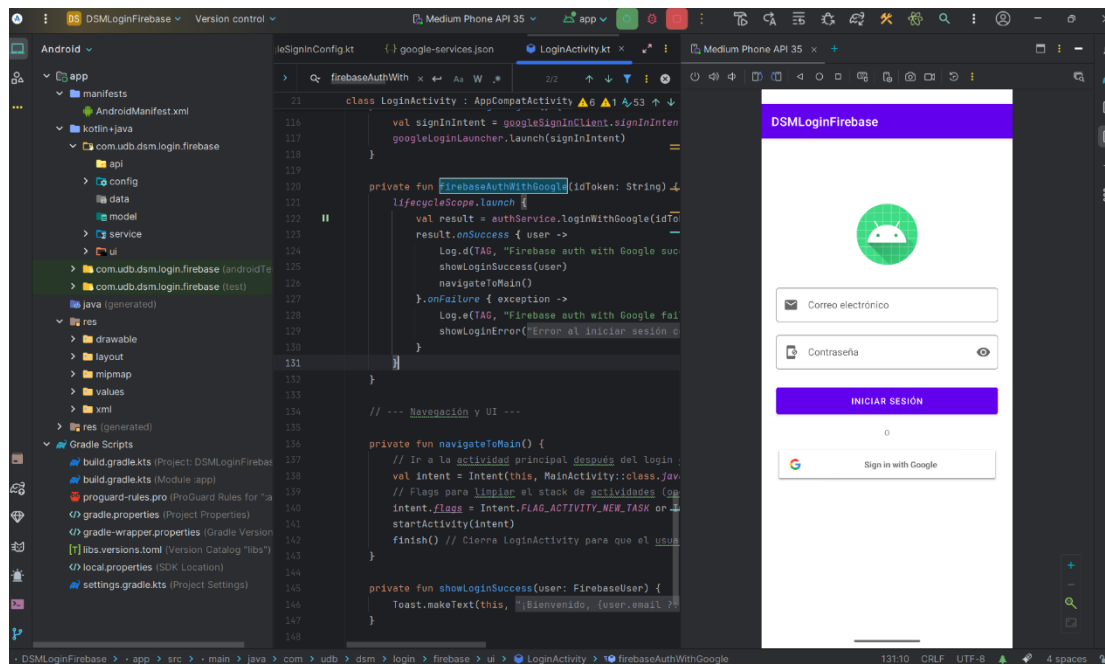 DS DSMLoginFirebase Version control Medium Phone API 35 app
Android
leSignInConfig.kt {..} google-services.json LoginActivity.kt Medium Phone API 35
firebaseAuthWith Aa W .* 2/2
app
manifests
AndroidManifest.xml
kotlin+java
com.udb.dsm.login.firebase
api
config
data
model
service
ui
com.udb.dsm.login.firebase (androidTe
com.udb.dsm.login.firebase (test)
java (generated)
res
drawable
layout
mipmap
values
xml
res (generated)
Gradle Scripts
build.gradle.kts (Project: DSMLoginFirebas
build.gradle.kts (Module :app)
proguard-rules.pro (ProGuard Rules for ":a
gradle.properties (Project Properties)
gradle-wrapper.properties (Gradle Version
libs.versions.toml (Version Catalog "libs")
local.properties (SDK Location)
settings.gradle.kts (Project Settings)
21 class LoginActivity : AppCompatActivity 6 1 53
116 val signInIntent = googleSignInClient.signInInten
117 googleLoginLauncher.launch(signInIntent)
118 }
119
120 private fun firebaseAuthWithGoogle(idToken: String) {
121 lifecycleScope.launch {
122 val result = authService.loginWithGoogle(idTo
123 result.onSuccess { user ->
124 Log.d(TAG, "Firebase auth with Google suc
125 showLoginSuccess(user)
126 navigateToMain()
127 }.onFailure { exception ->
128 Log.e(TAG, "Firebase auth with Google fai
129 showLoginError("Error al iniciar sesión c
130 }
131 }
132 }
133
134 // --- Navegación y UI ---
135
136 private fun navigateToMain() {
137 // Ir a la actividad principal después del login
138 val intent = Intent(this, MainActivity::class.jav
139 // Flags para limpiar el stack de actividades (op
140 intent.flags = Intent.FLAG_ACTIVITY_NEW_TASK or I
141 startActivity(intent)
142 finish() // Cierra LoginActivity para que el usua
143 }
144
145 private fun showLoginSuccess(user: FirebaseUser) {
146 Toast.makeText(this, "¡Bienvenido, {user.email ?:
147 }
148
DSMLoginFirebase
Correo electrónico
Contraseña
INICIAR SESIÓN
O
Sign in with Google
DSMLoginFirebase > app > src > main > java > com > udb > dsm > login > firebase > ui > LoginActivity > firebaseAuthWithGoogle 131:10 CRLF UTF-8 4 spaces